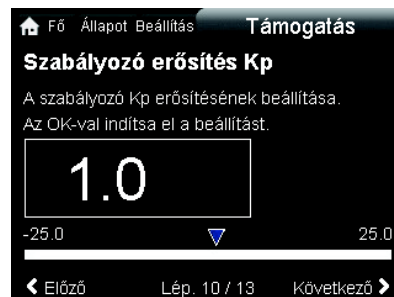 Fő Állapot Beállítás Támogatás
Szabályozó erősítés Kp
A szabályozó Kp erősítésének beállítása.
Az OK-val indítsa el a beállítást.
1.0
-25.0 25.0
Előző Lép. 10 / 13 Következő